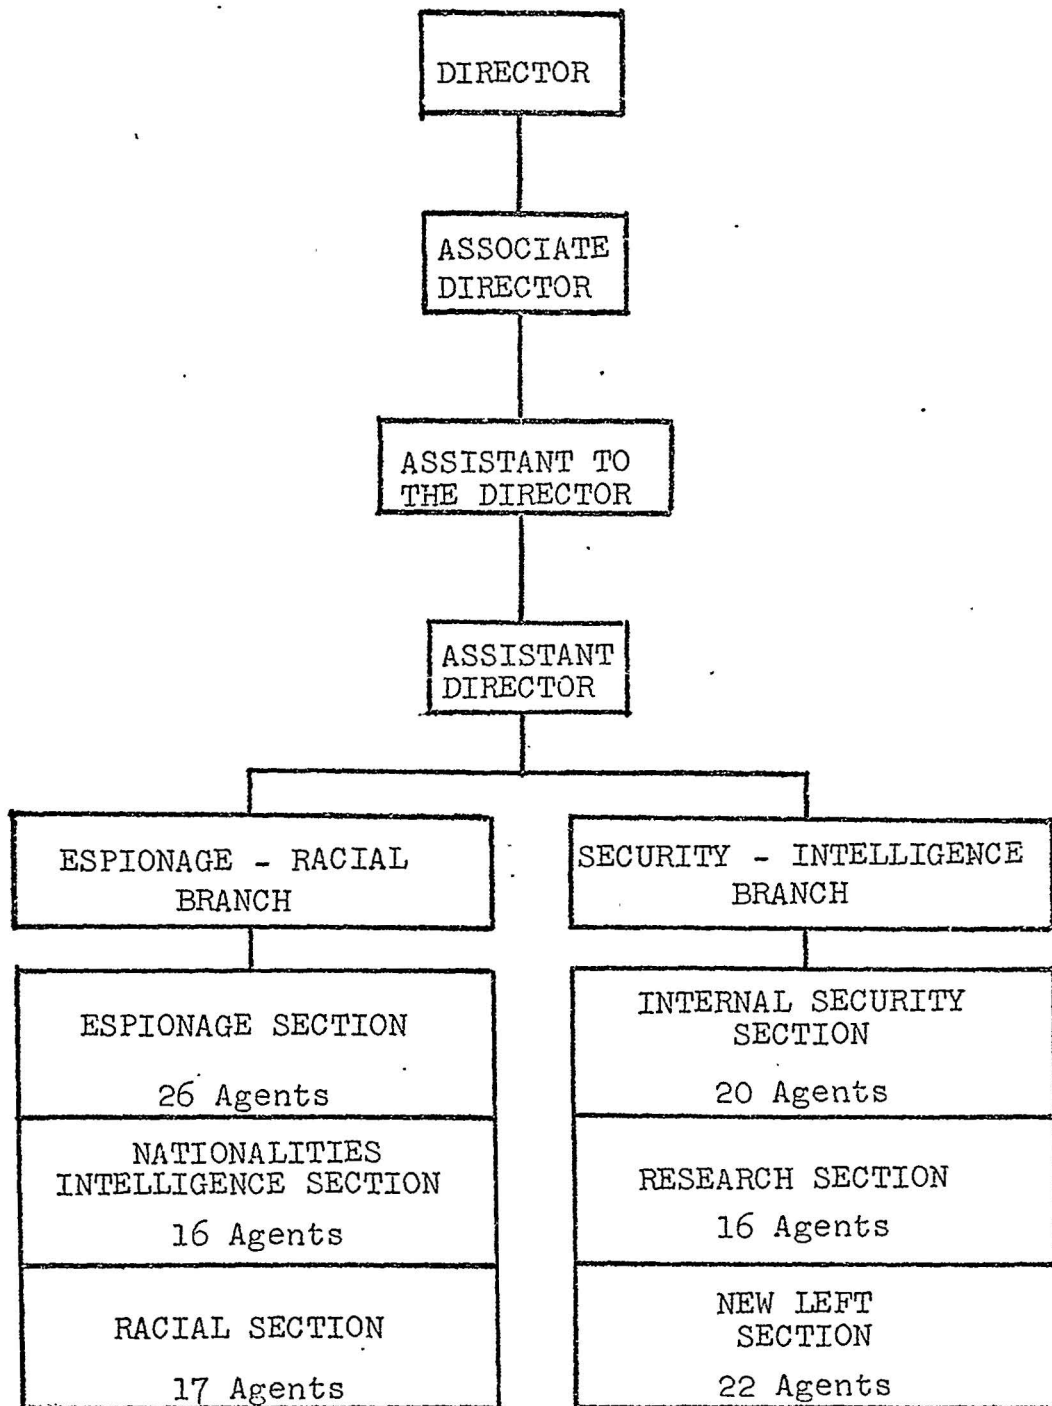 DIRECTOR
ASSOCIATE
DIRECTOR
ASSISTANT TO
THE DIRECTOR
ASSISTANT
DIRECTOR
ESPIONAGE - RACIAL
BRANCH
ESPIONAGE SECTION
26 Agents
NATIONALITIES
INTELLIGENCE SECTION
16 Agents
RACIAL SECTION
17 Agents
SECURITY - INTELLIGENCE
BRANCH
INTERNAL SECURITY
SECTION
20 Agents
RESEARCH SECTION
16 Agents
NEW LEFT
SECTION
22 Agents